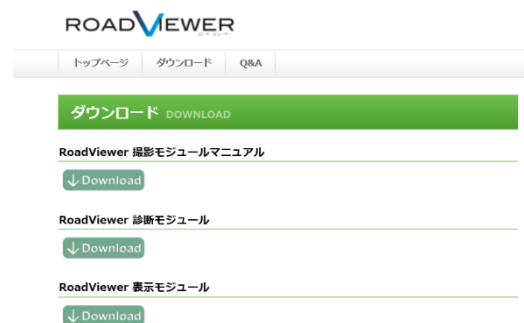 ROADVIEWER
トップページ ダウンロード Q&A
ダウンロード DOWNLOAD
RoadViewer 撮影モジュールマニュアル
↓Download
RoadViewer 診断モジュール
↓Download
RoadViewer 表示モジュール
↓Download